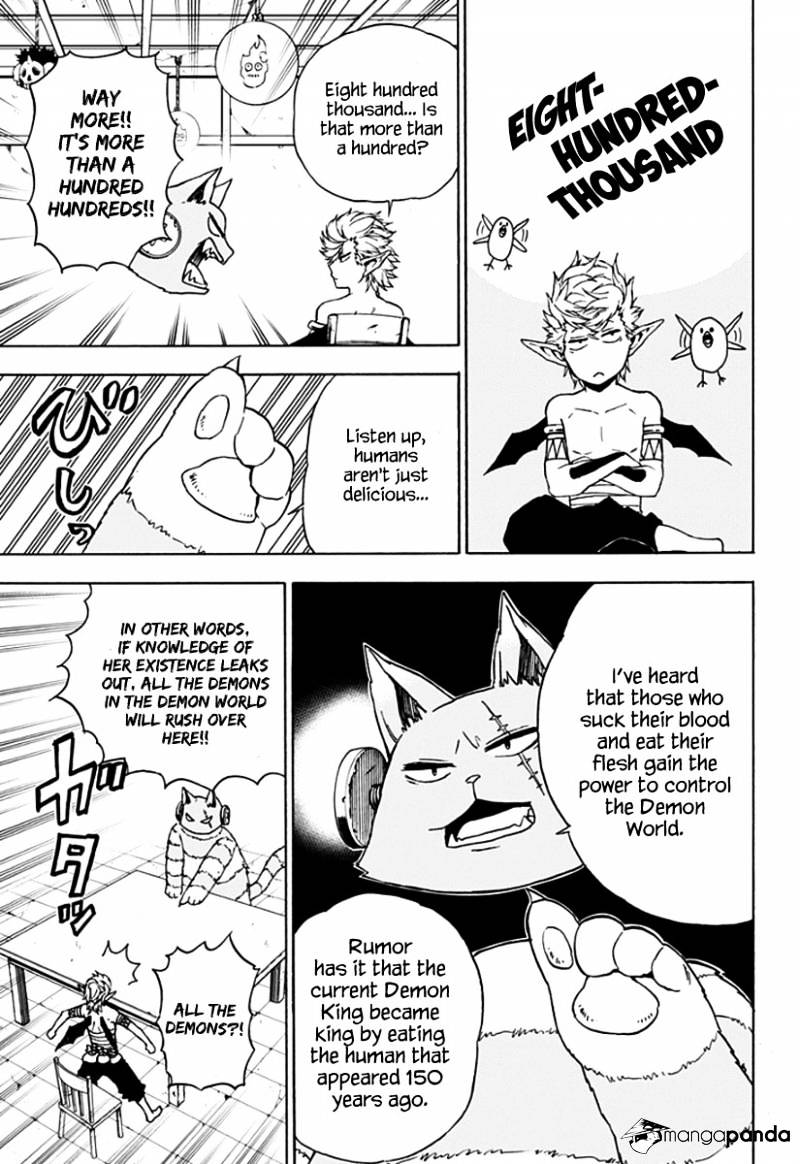 EIGHT-
HUNDRED-
THOUSAND
Eight hundred
thousand... Is
that more than
a hundred?
WAY
MORE!!
IT'S MORE
THAN A
HUNDRED
HUNDREDS!!
Listen up,
humans
aren't just
delicious...
びしっ
I've heard
that those who
suck their blood
and eat their
flesh gain the
power to control
the Demon
World.
Rumor
has it that the
current Demon
King became
king by eating
the human that
appeared 150
years ago.
IN OTHER WORDS,
IF KNOWLEDGE OF
HER EXISTENCE LEAKS
OUT, ALL THE DEMONS
IN THE DEMON WORLD
WILL RUSH OVER
HERE!!
ガタッ
ALL THE
DEMONS?!
mangapanda